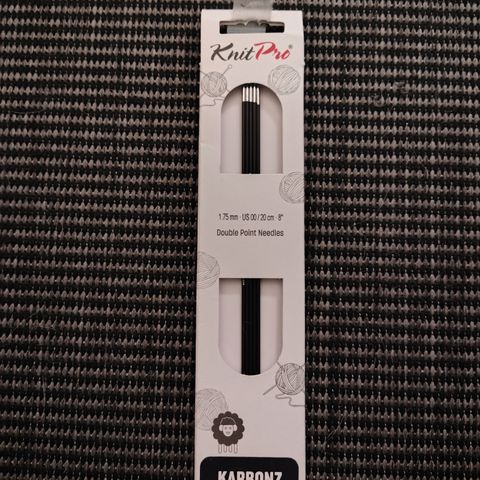 KnitPro®
1.75 mm · US 00 / 20 cm · 8"
Double Point Needles
KARBONZ